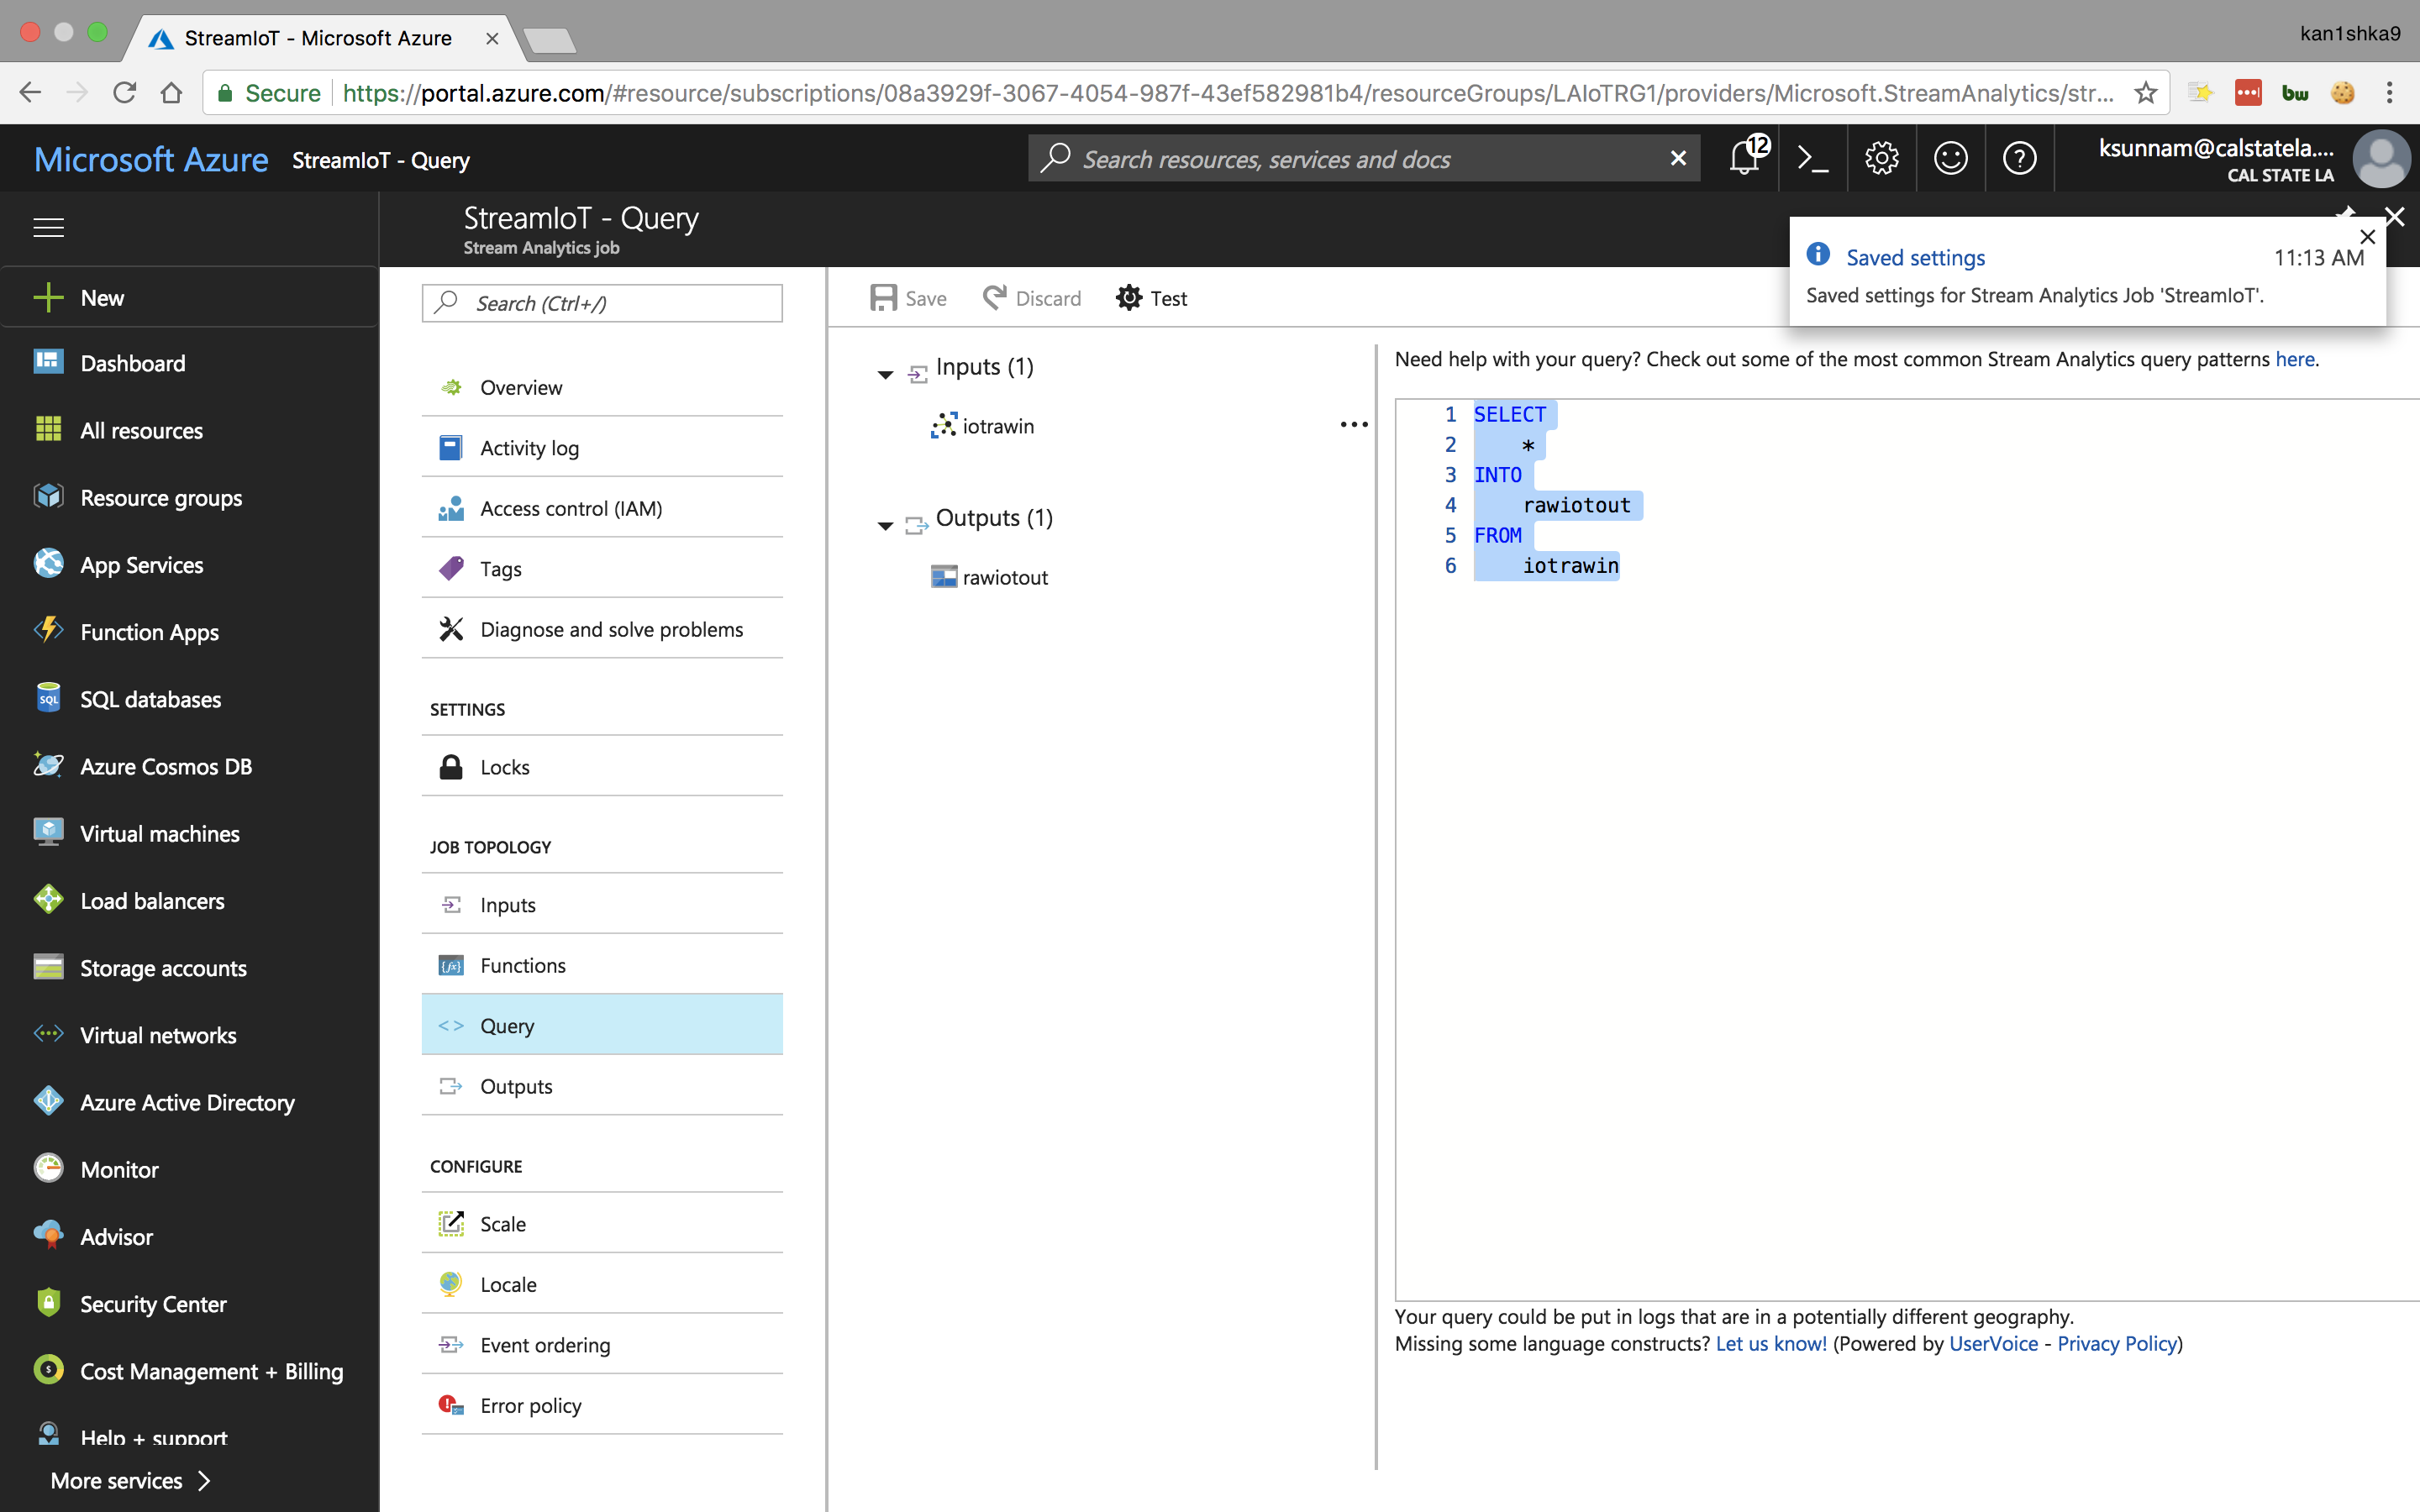 StreamIoT - Microsoft Azure
kan1shka9
Secure https://portal.azure.com/#resource/subscriptions/08a3929f-3067-4054-987f-43ef582981b4/resourceGroups/LAIoTRG1/providers/Microsoft.StreamAnalytics/str...
bw
Microsoft Azure StreamIoT - Query
Search resources, services and docs
12
ksunnam@calstatela....
CAL STATE LA
StreamIoT - Query
Stream Analytics job
Saved settings 11:13 AM
Saved settings for Stream Analytics Job 'StreamIoT'.
New
Dashboard
All resources
Resource groups
App Services
Function Apps
SQL databases
Azure Cosmos DB
Virtual machines
Load balancers
Storage accounts
Virtual networks
Azure Active Directory
Monitor
Advisor
Security Center
Cost Management + Billing
Help + support
More services
Search (Ctrl+/)
Overview
Activity log
Access control (IAM)
Tags
Diagnose and solve problems
SETTINGS
Locks
JOB TOPOLOGY
Inputs
Functions
Query
Outputs
CONFIGURE
Scale
Locale
Event ordering
Error policy
Save Discard Test
Inputs (1)
iotrawin
Outputs (1)
rawiotout
Need help with your query? Check out some of the most common Stream Analytics query patterns here.
1 SELECT
2 *
3 INTO
4 rawiotout
5 FROM
6 iotrawin
Your query could be put in logs that are in a potentially different geography.
Missing some language constructs? Let us know! (Powered by UserVoice - Privacy Policy)